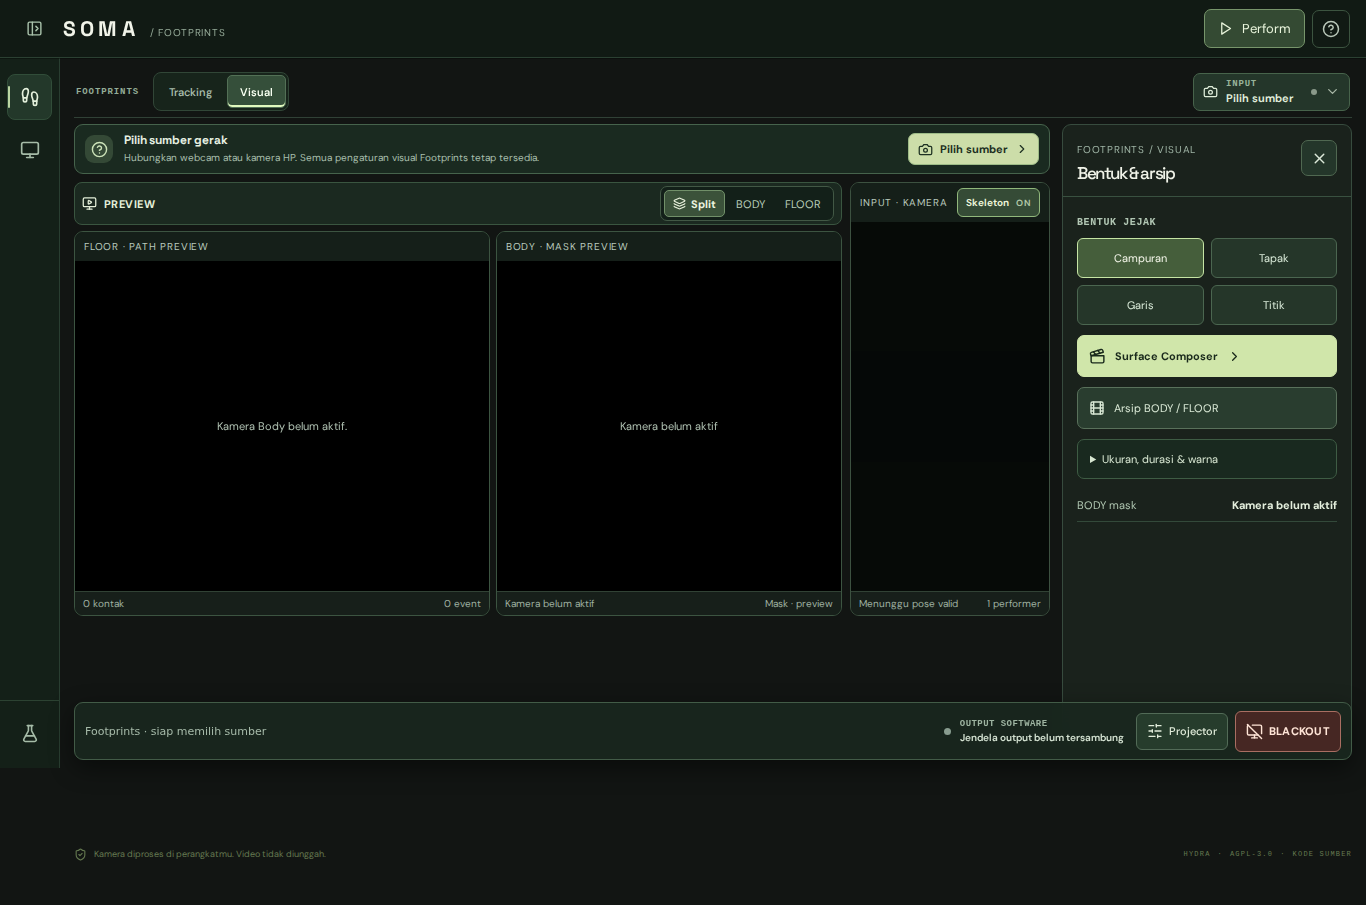 SOMA / FOOTPRINTS
Perform
FOOTPRINTS
Tracking
Visual
INPUT
Pilih sumber
Pilih sumber gerak
Hubungkan webcam atau kamera HP. Semua pengaturan visual Footprints tetap tersedia.
Pilih sumber
PREVIEW
Split
BODY
FLOOR
FLOOR · PATH PREVIEW
Kamera Body belum aktif.
0 kontak
0 event
BODY · MASK PREVIEW
Kamera belum aktif
Kamera belum aktif
Mask · preview
INPUT · KAMERA
Skeleton ON
Menunggu pose valid
1 performer
FOOTPRINTS / VISUAL
Bentuk & arsip
BENTUK JEJAK
Campuran
Tapak
Garis
Titik
Surface Composer
Arsip BODY / FLOOR
Ukuran, durasi & warna
BODY mask
Kamera belum aktif
Footprints · siap memilih sumber
OUTPUT SOFTWARE
Jendela output belum tersambung
Projector
BLACKOUT
Kamera diproses di perangkatmu. Video tidak diunggah.
HYDRA · AGPL-3.0 · KODE SUMBER